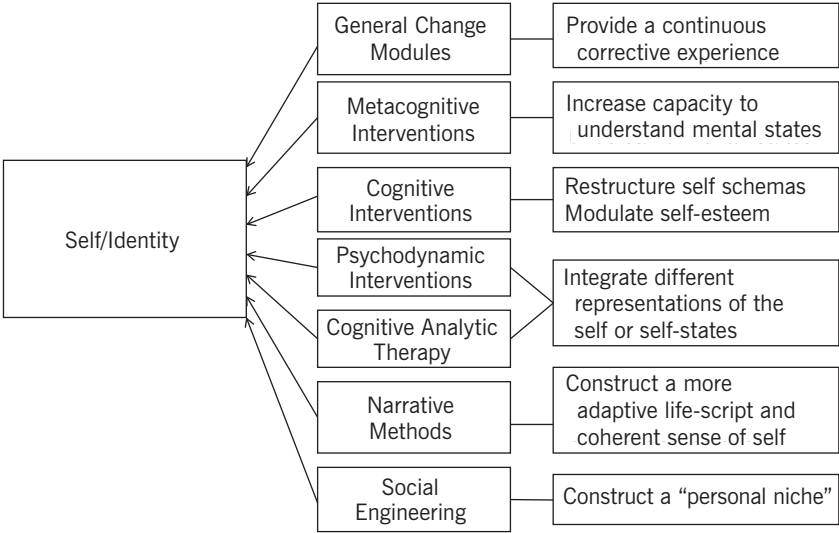 General Change
Modules
Provide a continuous
corrective experience
Metacognitive
Interventions
Increase capacity to
understand mental states
Self/Identity
Cognitive
Interventions
Restructure self schemas
Modulate self-esteem
Psychodynamic
Interventions
Cognitive Analytic
Therapy
Integrate different
representations of the
self or self-states
Narrative
Methods
Construct a more
adaptive life-script and
coherent sense of self
Social
Engineering
Construct a “personal niche”